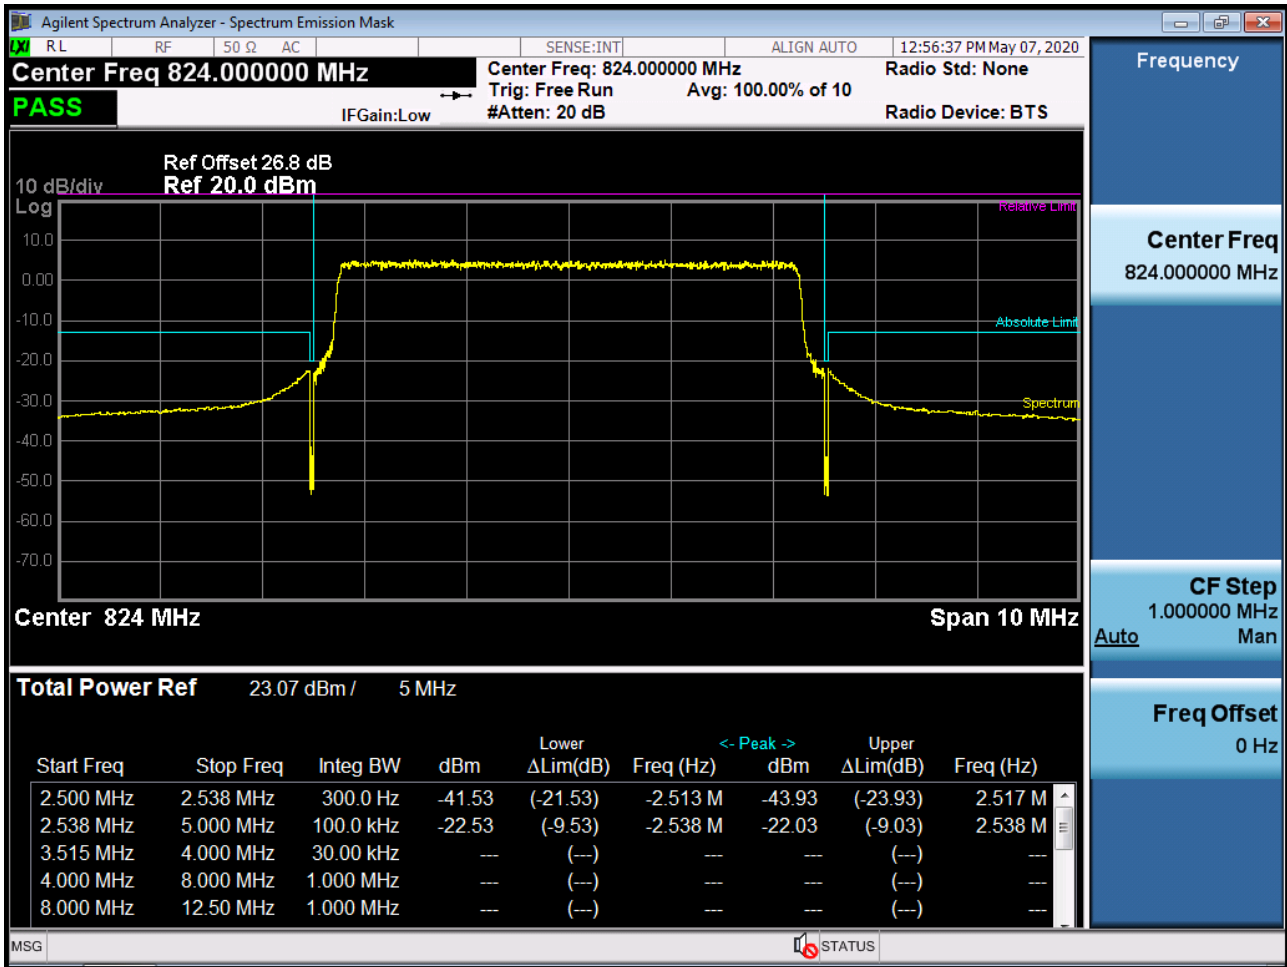 Agilent Spectrum Analyzer - Spectrum Emission Mask
LXI RL RF 50 Ω AC SENSE:INT ALIGN AUTO 12:56:37 PM May 07, 2020
Center Freq 824.000000 MHz
PASS
IFGain:Low
Center Freq: 824.000000 MHz
Trig: Free Run Avg: 100.00% of 10
#Atten: 20 dB
Radio Std: None
Radio Device: BTS
Ref Offset 26.8 dB
10 dB/div Ref 20.0 dBm
Log
Relative Limit
10.0
0.00
-10.0
Absolute Limit
-20.0
-30.0
Spectrum
-40.0
-50.0
-60.0
-70.0
Center 824 MHz Span 10 MHz
Total Power Ref 23.07 dBm / 5 MHz
Lower <- Peak -> Upper
Start Freq Stop Freq Integ BW dBm ΔLim(dB) Freq (Hz) dBm ΔLim(dB) Freq (Hz)
2.500 MHz 2.538 MHz 300.0 Hz -41.53 (-21.53) -2.513 M -43.93 (-23.93) 2.517 M
2.538 MHz 5.000 MHz 100.0 kHz -22.53 (-9.53) -2.538 M -22.03 (-9.03) 2.538 M
3.515 MHz 4.000 MHz 30.00 kHz --- (---) --- --- (---) ---
4.000 MHz 8.000 MHz 1.000 MHz --- (---) --- --- (---) ---
8.000 MHz 12.50 MHz 1.000 MHz --- (---) --- --- (---) ---
MSG STATUS
Frequency
Center Freq
824.000000 MHz
CF Step
1.000000 MHz
Auto Man
Freq Offset
0 Hz